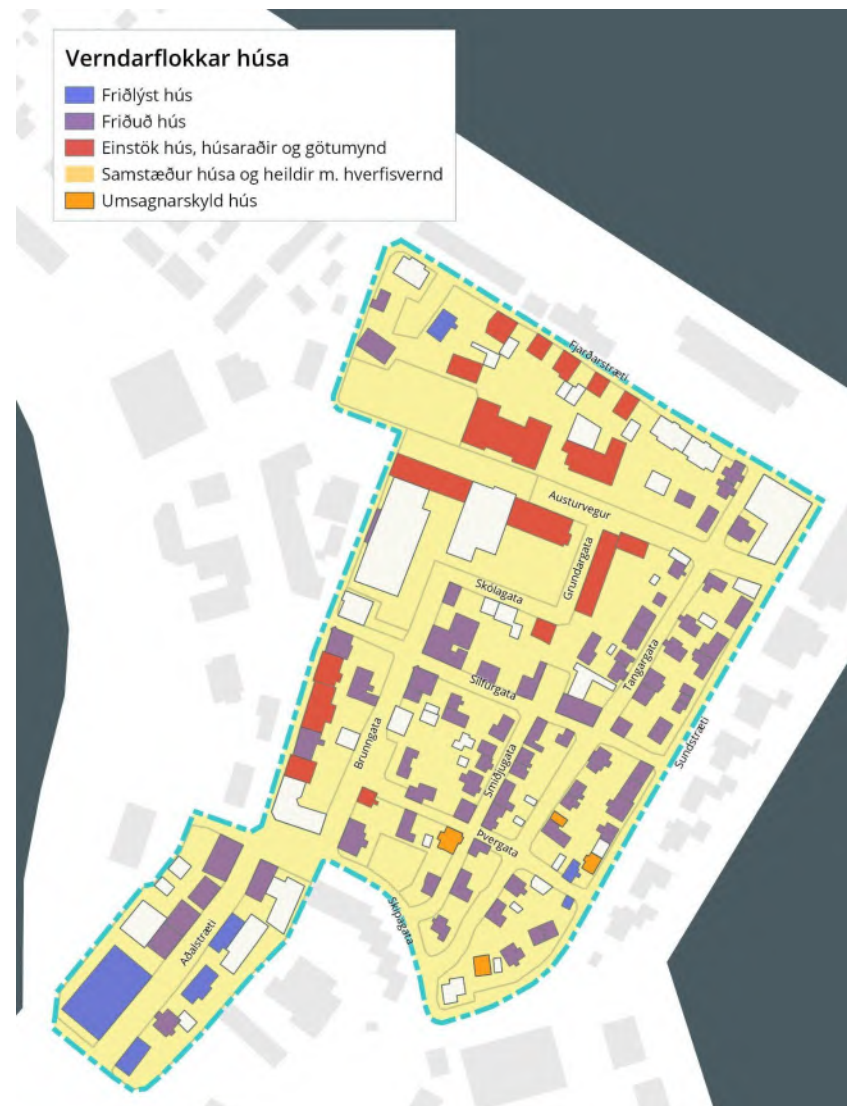 Verndarflokkar húsa
Friðlýst hús
Friðuð hús
Einstök hús, húsaraðir og götumynd
Samstæður húsa og heildir m. hverfisvernd
Umsagnarskyld hús
Fjarðarstræti
Austurvegur
Grundargata
Skólagata
Tangargata
Silfurgata
Sundstræti
Brunngata
Smiðjugata
Þvergata
Skipagata
Aðalstræti